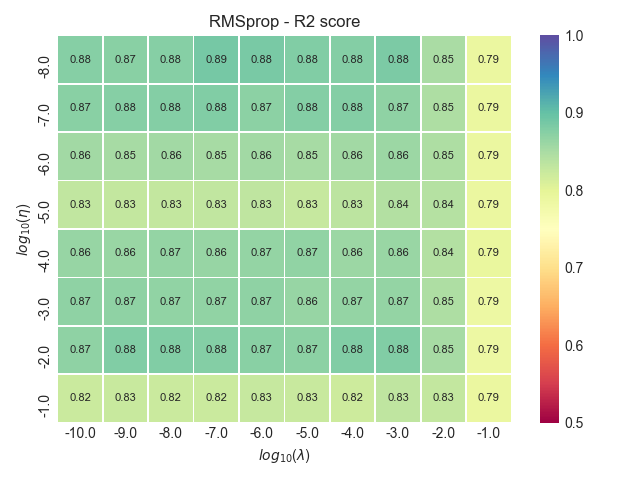 RMSprop - R2 score
-8.0 0.88 0.87 0.88 0.89 0.88 0.88 0.88 0.88 0.85 0.79
-7.0 0.87 0.88 0.88 0.88 0.87 0.88 0.88 0.87 0.85 0.79
-6.0 0.86 0.85 0.86 0.85 0.86 0.85 0.86 0.86 0.85 0.79
-5.0 0.83 0.83 0.83 0.83 0.83 0.83 0.83 0.84 0.84 0.79
-4.0 0.86 0.86 0.87 0.86 0.87 0.87 0.86 0.86 0.84 0.79
-3.0 0.87 0.87 0.87 0.87 0.87 0.86 0.87 0.87 0.85 0.79
-2.0 0.87 0.88 0.88 0.88 0.87 0.87 0.88 0.88 0.85 0.79
-1.0 0.82 0.83 0.82 0.82 0.83 0.83 0.82 0.83 0.83 0.79
-10.0 -9.0 -8.0 -7.0 -6.0 -5.0 -4.0 -3.0 -2.0 -1.0
log₁₀(λ)
log₁₀(η)
1.0
0.9
0.8
0.7
0.6
0.5